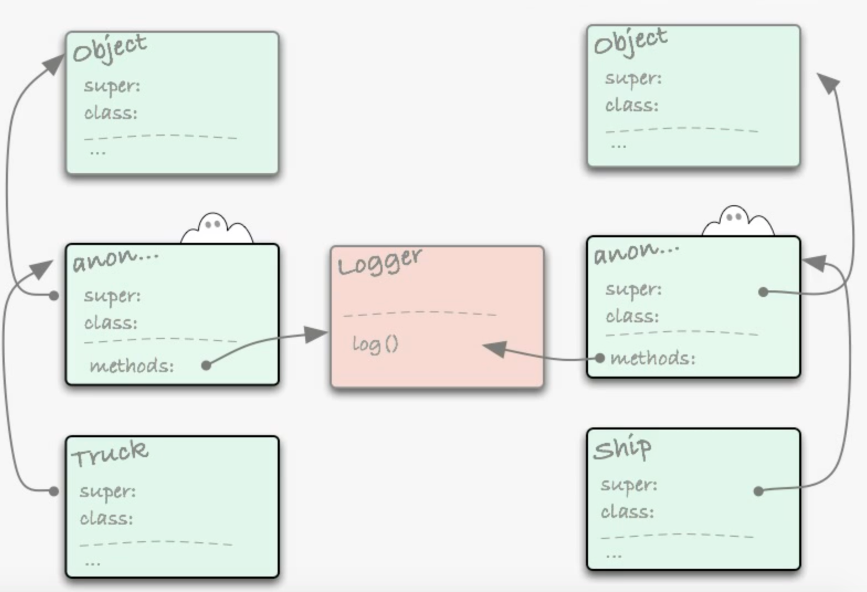 Object
super:
class:
...
Object
super:
class:
...
anon...
super:
class:
methods:
Logger
log()
anon...
super:
class:
methods:
Truck
super:
class:
...
Ship
super:
class:
...